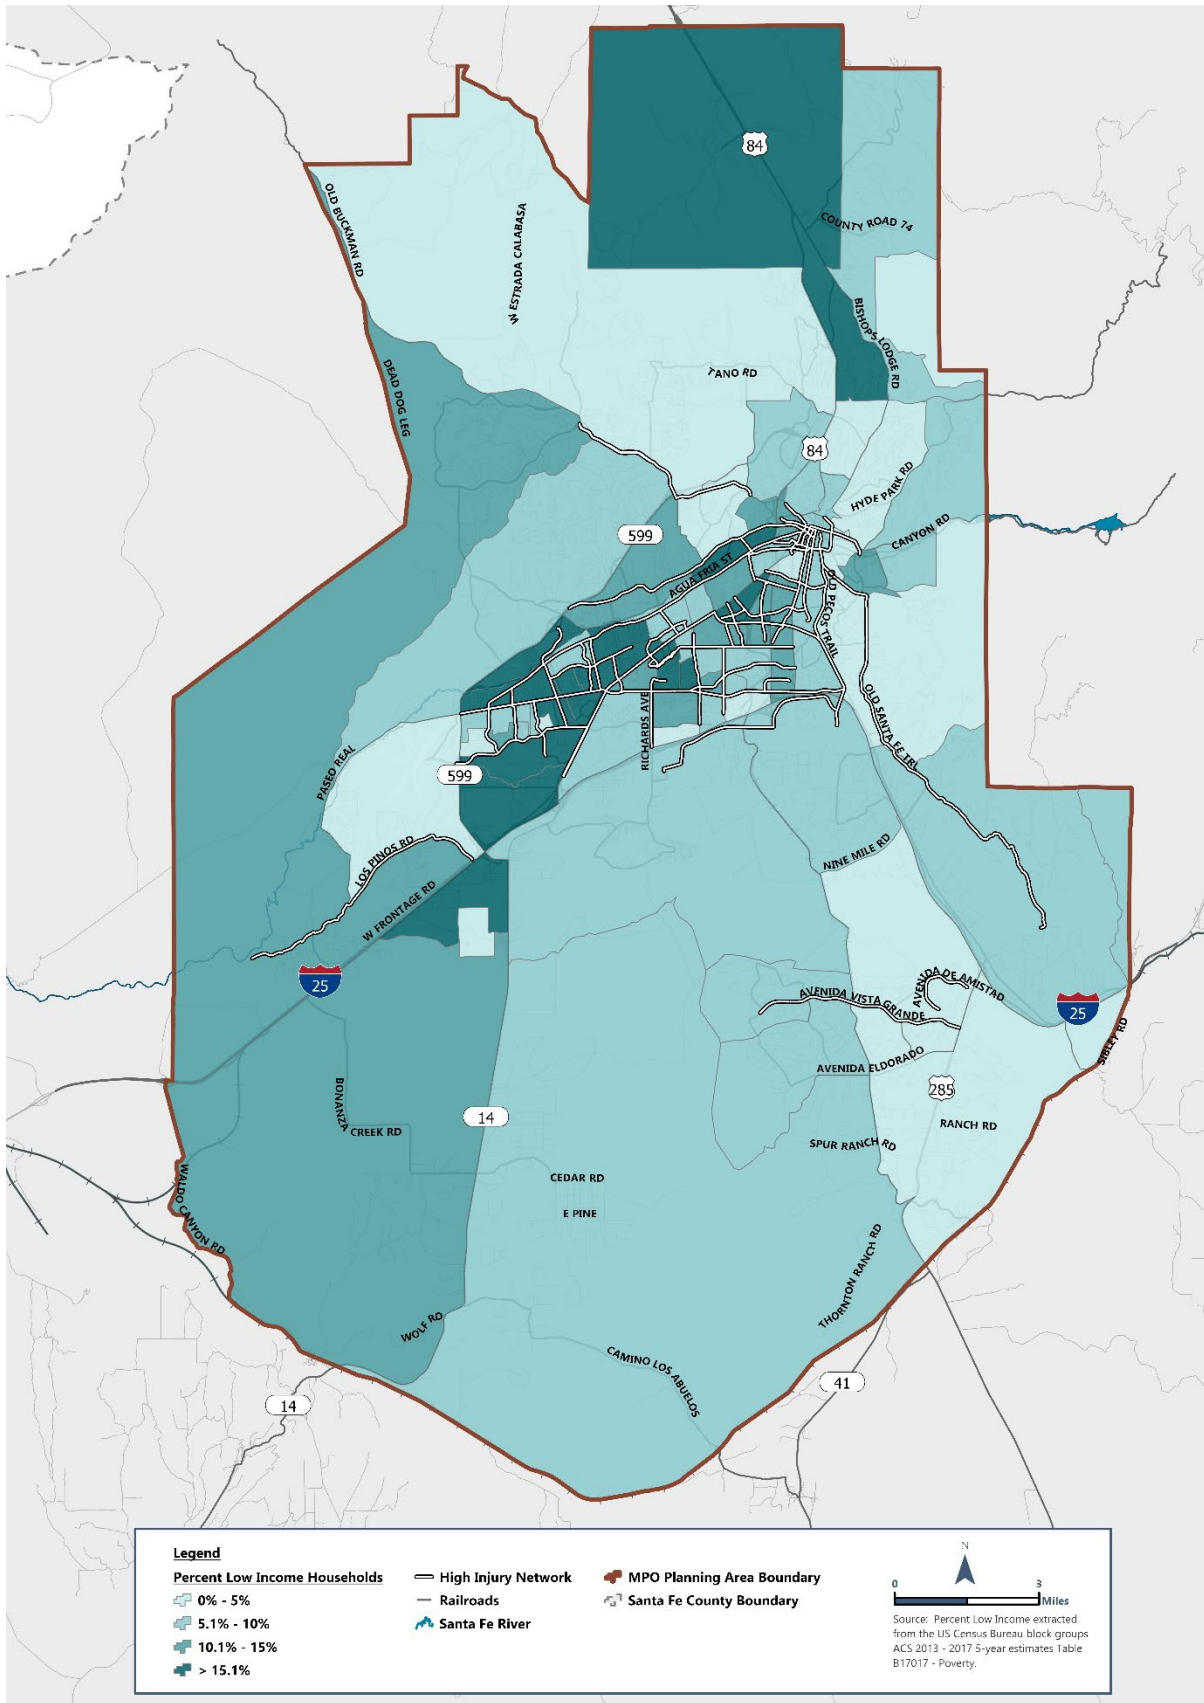 84
COUNTY ROAD 74
OLD BUCKMAN RD
W ESTRADA CALABASA
BISHOPS LODGE RD
DEAD DOG LEG
TANO RD
84
HYDE PARK RD
CANYON RD
599
AGUA FRIA ST
OLD PECOS TRAIL
OLD SANTA FE TRL
RICHARDS AVE
PASEO REAL
599
LOS PINOS RD
NINE MILE RD
W FRONTAGE RD
25
AVENIDA DE AMISTAD
AVENIDA VISTA GRANDE
25
SIBLEY RD
AVENIDA ELDORADO
285
BONANZA
CREEK RD
14
RANCH RD
SPUR RANCH RD
CEDAR RD
E PINE
WALDO CANYON RD
THORNTON RANCH RD
WOLF RD
CAMINO LOS ABUELOS
41
14
Legend
Percent Low Income Households
0% - 5%
5.1% - 10%
10.1% - 15%
> 15.1%
High Injury Network
Railroads
Santa Fe River
MPO Planning Area Boundary
Santa Fe County Boundary
N
0 3
Miles
Source: Percent Low Income extracted
from the US Census Bureau block groups
ACS 2013 - 2017 5-year estimates Table
B17017 - Poverty.